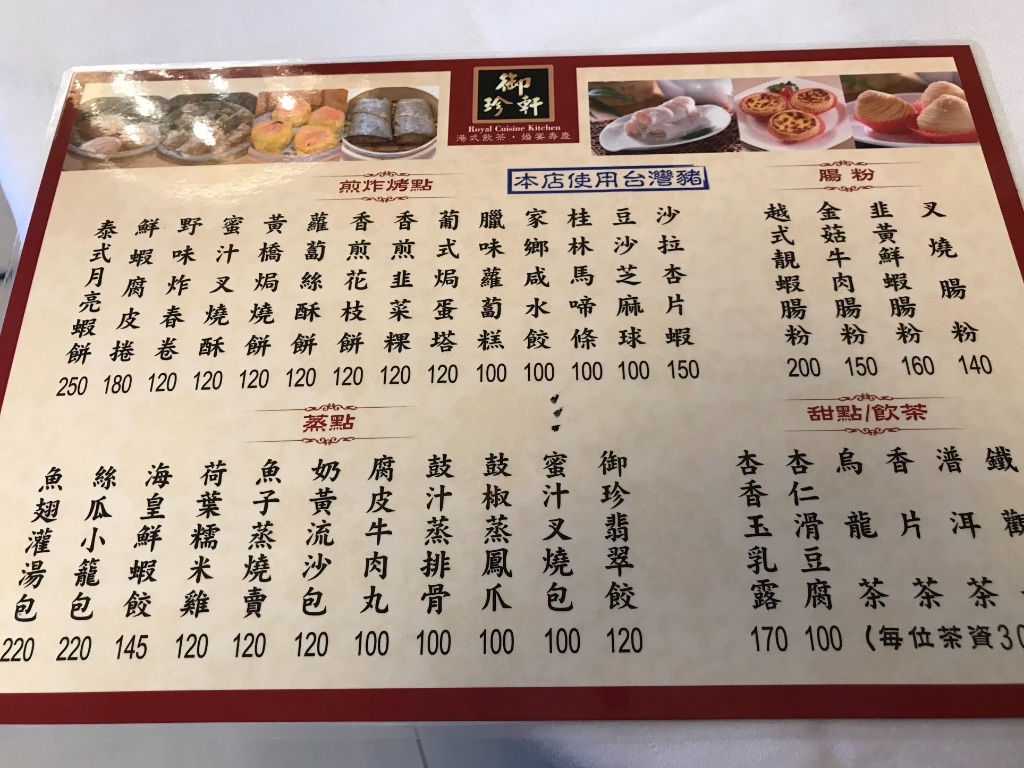 御珍軒
Royal Cuisine Kitchen
港式飲茶・婚宴壽慶
本店使用台灣豬
腸粉
叉燒腸粉 140
韭黃鮮蝦腸粉 160
金菇牛肉腸粉 150
越式靚蝦腸粉 200
煎炸烤點
沙拉杏片蝦 150
豆沙芝麻球 100
桂林馬啼條 100
家鄉咸水餃 100
臘味蘿蔔糕 100
葡式焗蛋塔 120
香煎韭菜粿 120
香煎花枝餅 120
蘿蔔絲酥餅 120
黃橋焗燒餅 120
蜜汁叉燒酥 120
野味炸春卷 120
鮮蝦腐皮捲 180
泰式月亮蝦餅 250
甜點/飲茶
鐵觀
潽洱茶
香片茶
烏龍茶
(每位茶資30
杏仁滑豆腐 100
杏香玉乳露 170
蒸點
御珍翡翠餃 120
蜜汁叉燒包 100
鼓椒蒸鳳爪 100
鼓汁蒸排骨 100
腐皮牛肉丸 100
奶黃流沙包 120
魚子蒸燒賣 120
荷葉糯米雞 120
海皇鮮蝦餃 145
絲瓜小籠包 220
魚翅灌湯包 220